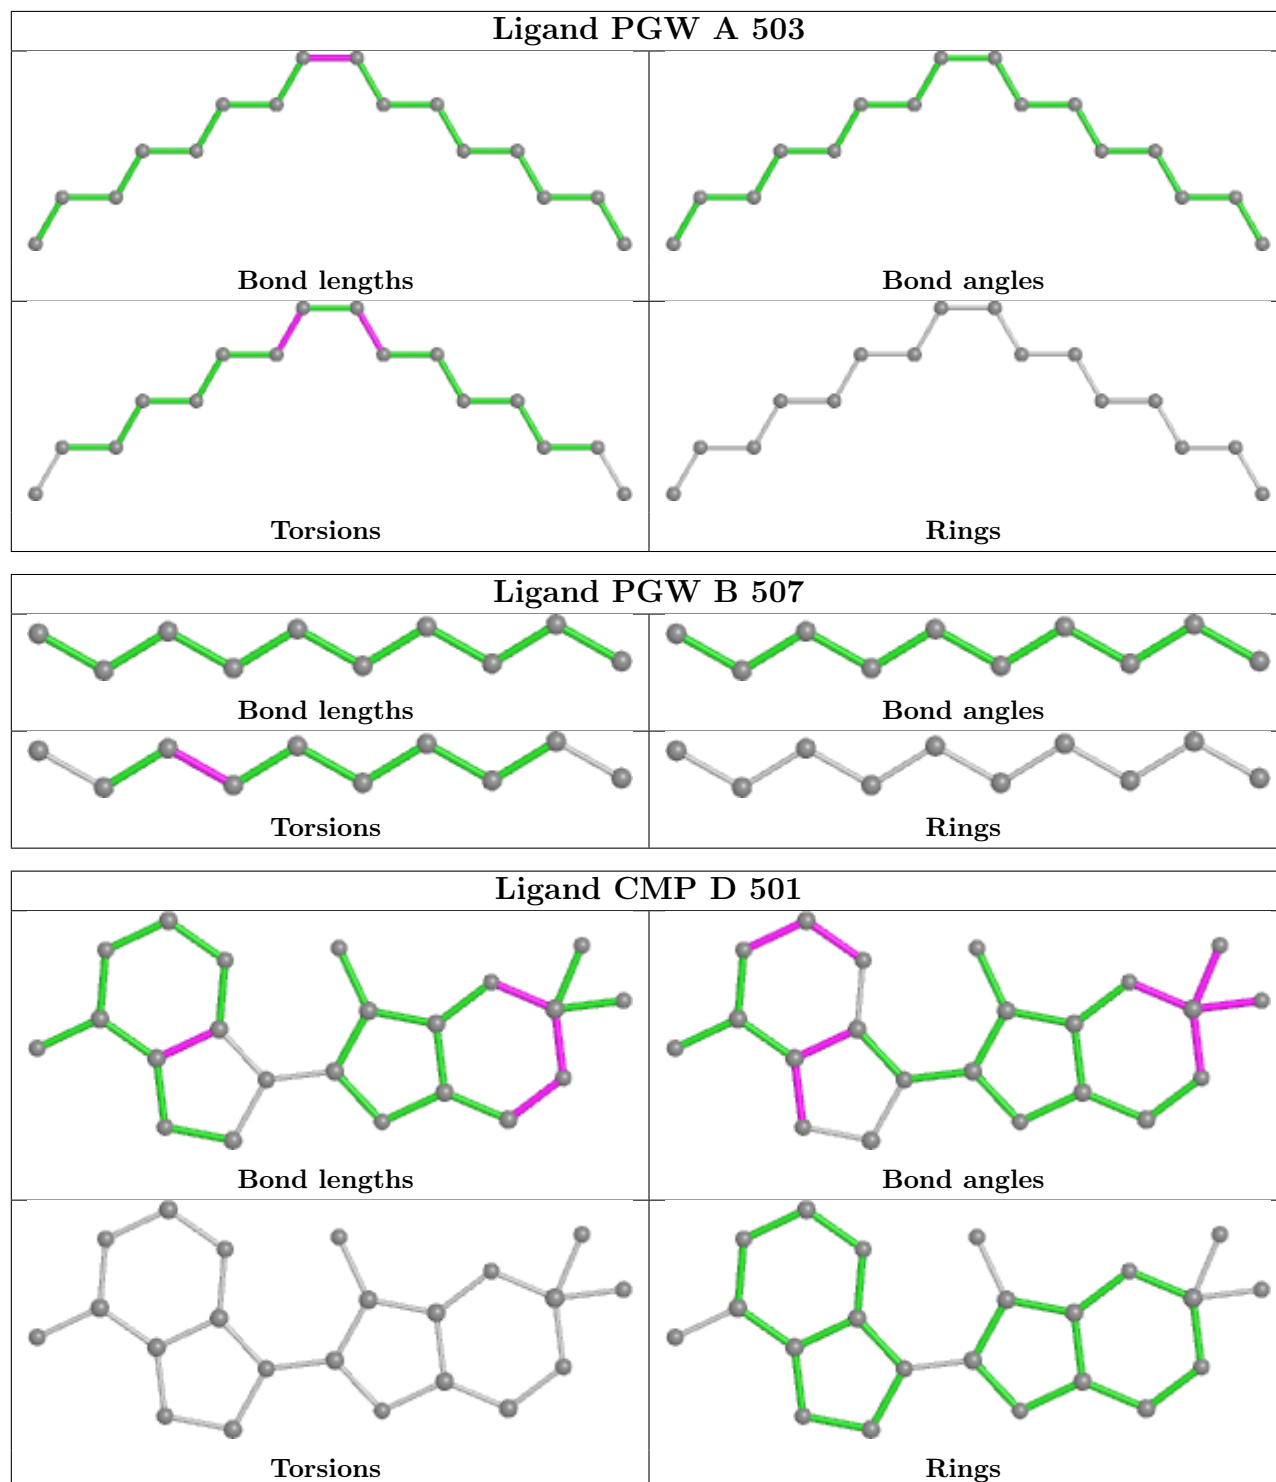 Ligand PGW A 503
Bond lengths
Bond angles
Torsions
Rings
Ligand PGW B 507
Bond lengths
Bond angles
Torsions
Rings
Ligand CMP D 501
Bond lengths
Bond angles
Torsions
Rings